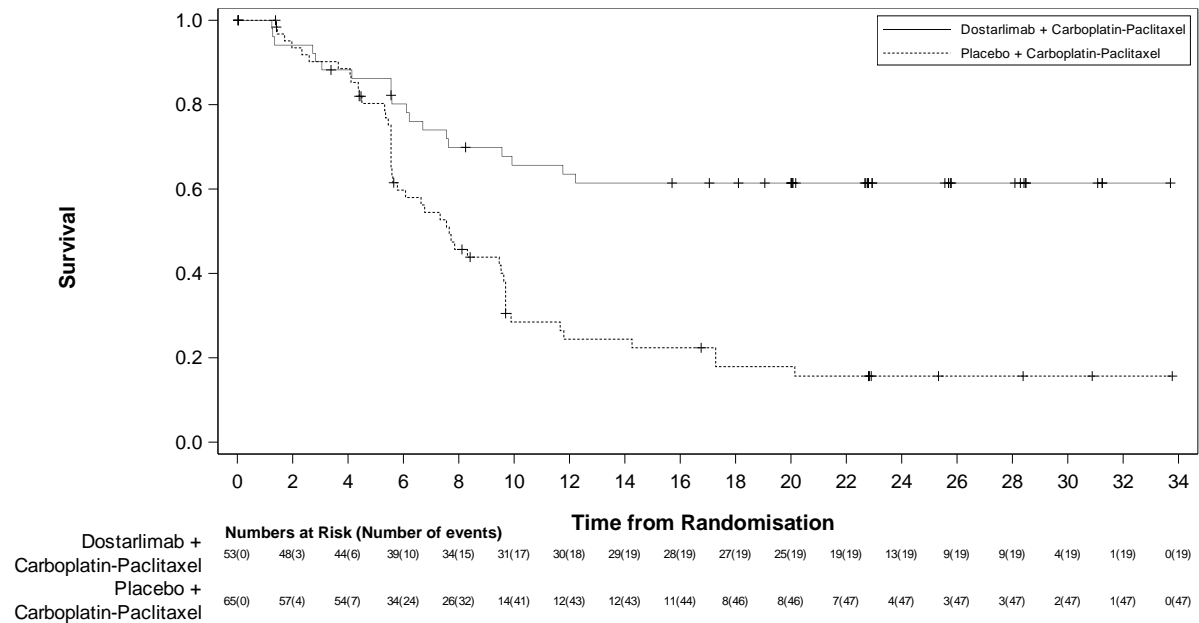 1.0
0.8
0.6
0.4
0.2
0.0
Survival
Dostarlimab + Carboplatin-Paclitaxel
Placebo + Carboplatin-Paclitaxel
0 2 4 6 8 10 12 14 16 18 20 22 24 26 28 30 32 34
Time from Randomisation
Numbers at Risk (Number of events)
Dostarlimab +
Carboplatin-Paclitaxel
53(0) 48(3) 44(6) 39(10) 34(15) 31(17) 30(18) 29(19) 28(19) 27(19) 25(19) 19(19) 13(19) 9(19) 9(19) 4(19) 1(19) 0(19)
Placebo +
Carboplatin-Paclitaxel
65(0) 57(4) 54(7) 34(24) 26(32) 14(41) 12(43) 12(43) 11(44) 8(46) 8(46) 7(47) 4(47) 3(47) 3(47) 2(47) 1(47) 0(47)